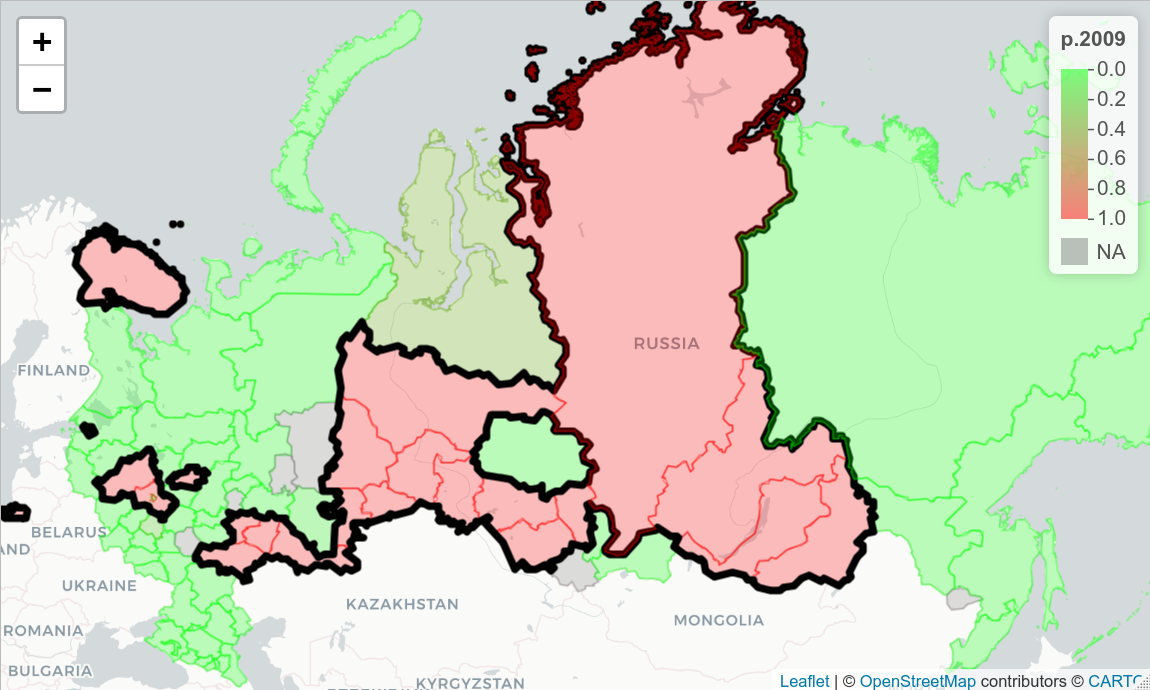 +
−
p.2009
0.0
0.2
0.4
0.6
0.8
1.0
NA
RUSSIA
FINLAND
BELARUS
AND
UKRAINE
KAZAKHSTAN
MONGOLIA
ROMANIA
BULGARIA
KYRGYZSTAN
Leaflet | © OpenStreetMap contributors © CARTO